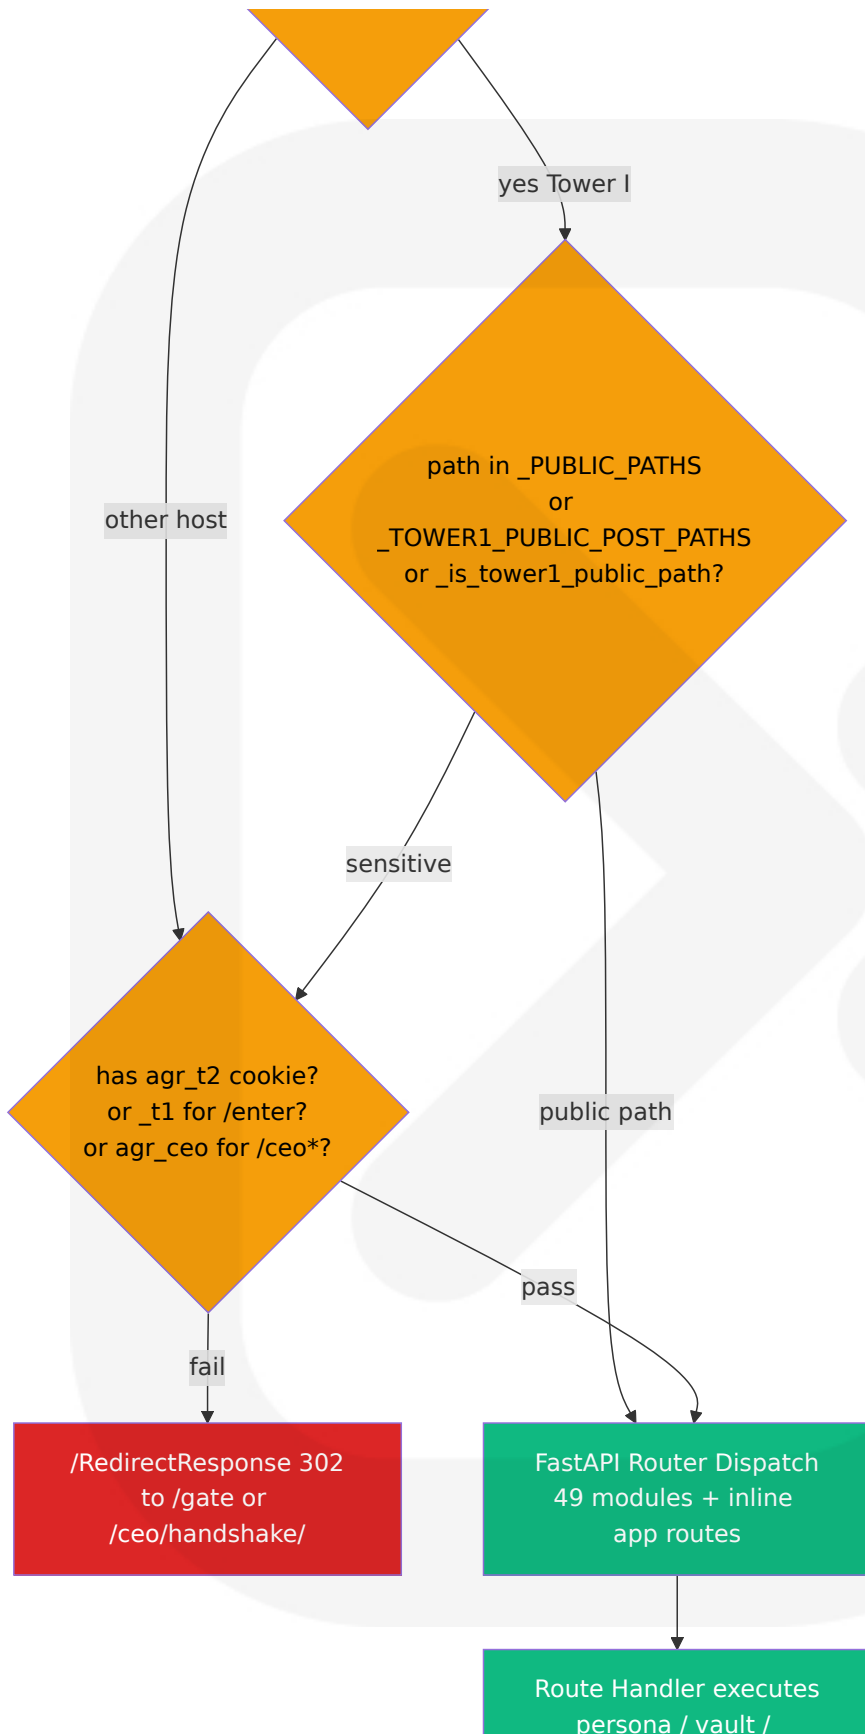 yes Tower I
path in _PUBLIC_PATHS
or
_TOWER1_PUBLIC_POST_PATHS
or _is_tower1_public_path?
other host
sensitive
has agr_t2 cookie?
or _t1 for /enter?
or agr_ceo for /ceo*?
public path
pass
fail
/RedirectResponse 302
to /gate or
/ceo/handshake/
FastAPI Router Dispatch
49 modules + inline
app routes
Route Handler executes
persona / vault /